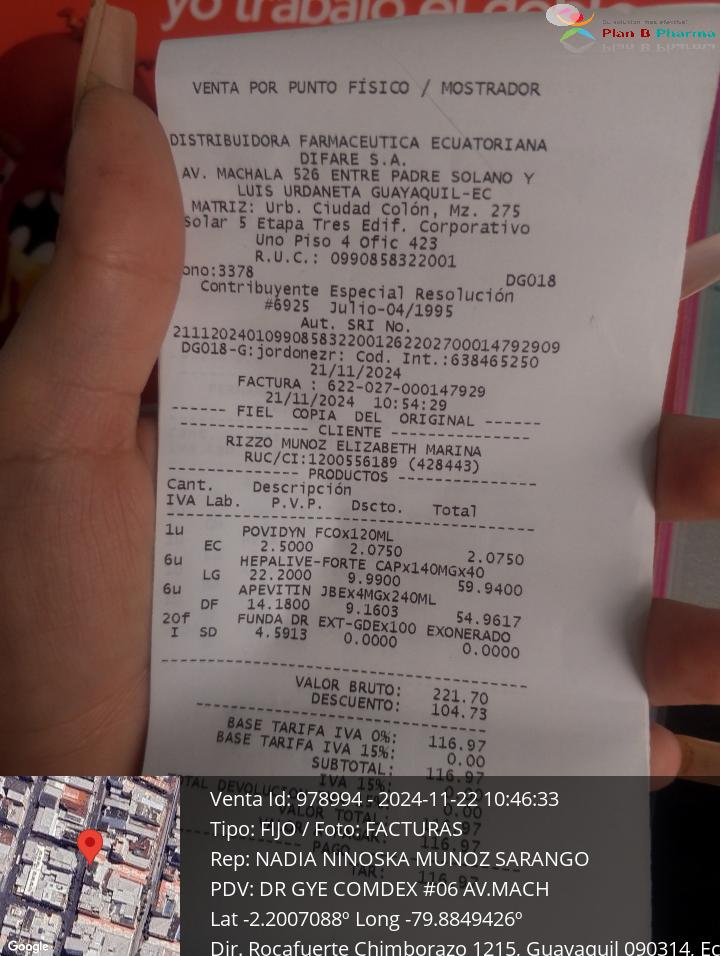 yo trabajo el do
Su solución más efectiva!
Plan B Pharma
VENTA POR PUNTO FÍSICO / MOSTRADOR
DISTRIBUIDORA FARMACEUTICA ECUATORIANA
DIFARE S.A.
AV. MACHALA 526 ENTRE PADRE SOLANO Y
LUIS URDANETA GUAYAQUIL-EC
MATRIZ: Urb. Ciudad Colón, Mz. 275
Solar 5 Etapa Tres Edif. Corporativo
Uno Piso 4 Ofic 423
R.U.C.: 0990858322001
ono:3378 DG018
Contribuyente Especial Resolución
#6925 Julio-04/1995
Aut. SRI No.
21112024010990858322001262202700014792909
DG018-G:jordonezr: Cod. Int.:638465250
21/11/2024
FACTURA : 622-027-000147929
21/11/2024 10:54:29
------ FIEL COPIA DEL ORIGINAL ------
--------------- CLIENTE ---------------
RIZZO MUNOZ ELIZABETH MARINA
RUC/CI:1200556189 (428443)
--------------- PRODUCTOS ---------------
Cant. Descripción
IVA Lab. P.V.P. Dscto. Total
1u POVIDYN FCOx120ML
EC 2.5000 2.0750 2.0750
6u HEPALIVE-FORTE CAPx140MGx40
LG 22.2000 9.9900 59.9400
6u APEVITIN JBEx4MGx240ML
DF 14.1800 9.1603 54.9617
20f FUNDA DR EXT-GDEx100 EXONERADO
I SD 4.5913 0.0000 0.0000
VALOR BRUTO: 221.70
DESCUENTO: 104.73
BASE TARIFA IVA 0%: 116.97
BASE TARIFA IVA 15%: 0.00
SUBTOTAL: 116.97
IVA 15%:
VALOR TOTAL:
Venta Id: 978994 - 2024-11-22 10:46:33
Tipo: FIJO / Foto: FACTURAS
Rep: NADIA NINOSKA MUNOZ SARANGO
PDV: DR GYE COMDEX #06 AV.MACH
Lat -2.2007088º Long -79.8849426º
Dir. Rocafuerte Chimborazo 1215, Guayaquil 090314, Ec
Google